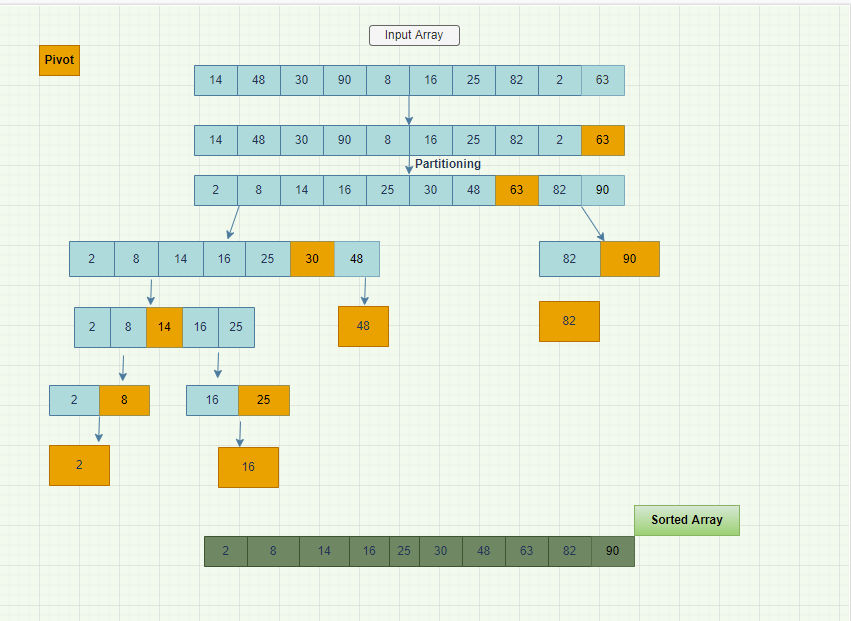 Input Array
Pivot
14 48 30 90 8 16 25 82 2 63
14 48 30 90 8 16 25 82 2 63
Partitioning
2 8 14 16 25 30 48 63 82 90
2 8 14 16 25 30 48
82 90
2 8 14 16 25
48
82
2 8
16 25
2
16
Sorted Array
2 8 14 16 25 30 48 63 82 90